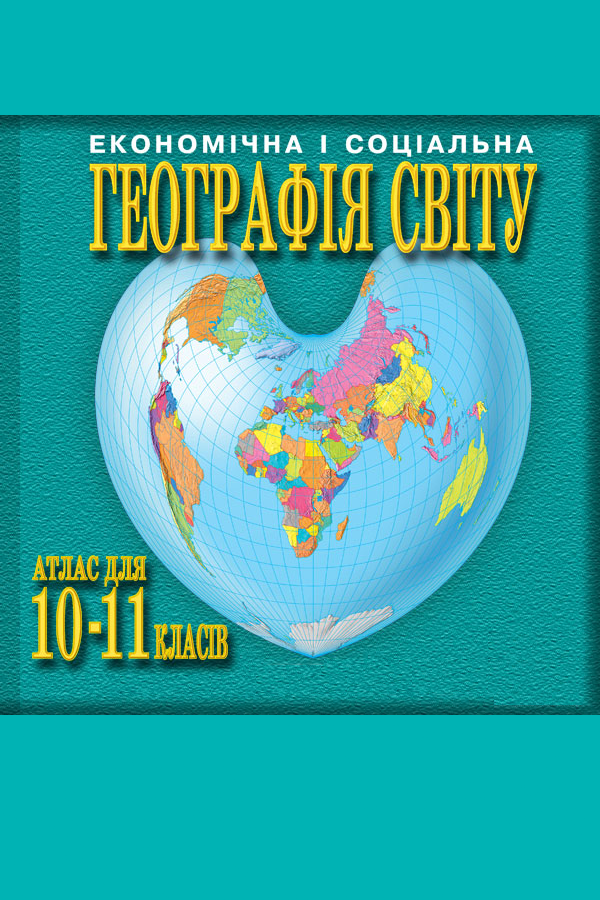 ЕКОНОМІЧНА І СОЦІАЛЬНА
ГЕОГРАФІЯ СВІТУ
АТЛАС ДЛЯ
10-11 КЛАСІВ